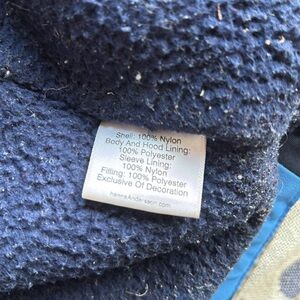 Shell: 100% Nylon
Body And Hood Lining:
100% Polyester
Sleeve Lining:
100% Nylon
Filling: 100% Polyester
Exclusive Of Decoration